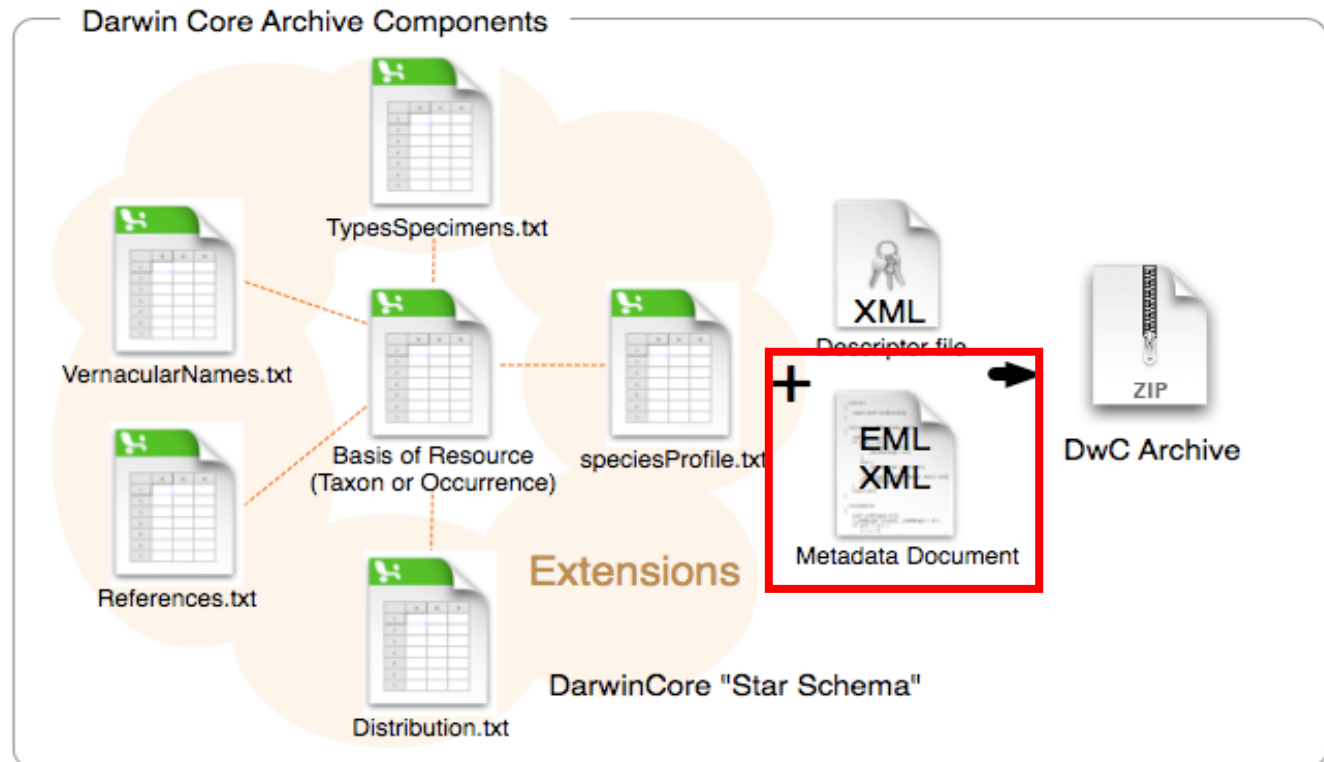 Darwin Core Archive Components
TypesSpecimens.txt
VernacularNames.txt
Basis of Resource
(Taxon or Occurrence)
speciesProfile.txt
References.txt
Extensions
Distribution.txt
DarwinCore "Star Schema"
XML
Descriptor file
+
EML
XML
Metadata Document
ZIP
DwC Archive